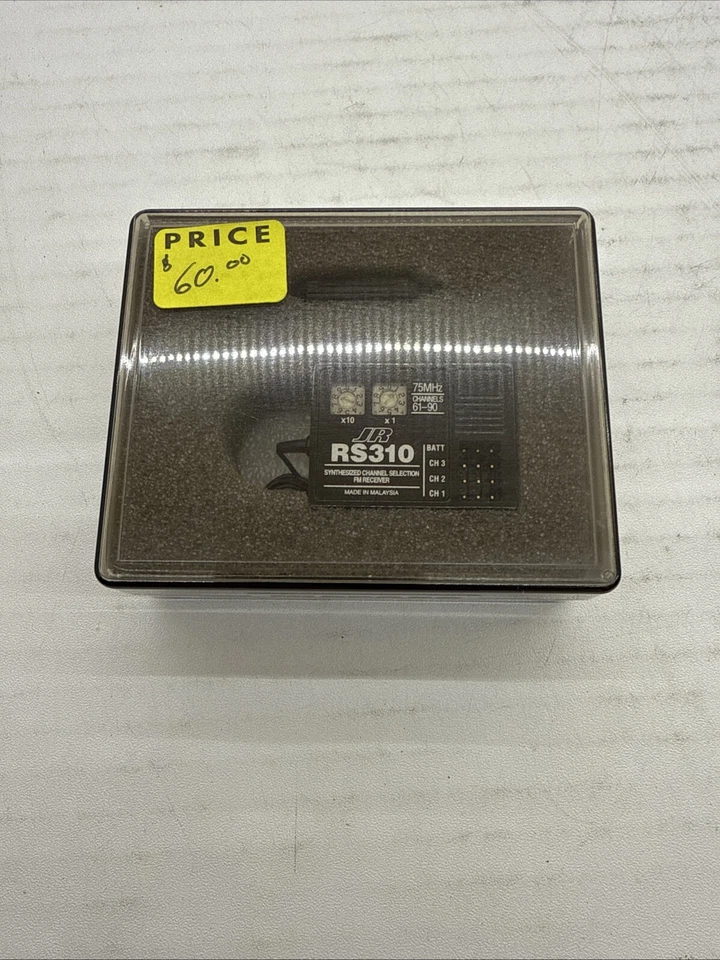 PRICE
$ 60.00
75MHz
CHANNELS
61–90
x10
x1
JR
RS310
SYNTHESIZED CHANNEL SELECTION
FM RECEIVER
MADE IN MALAYSIA
BATT
CH 3
CH 2
CH 1